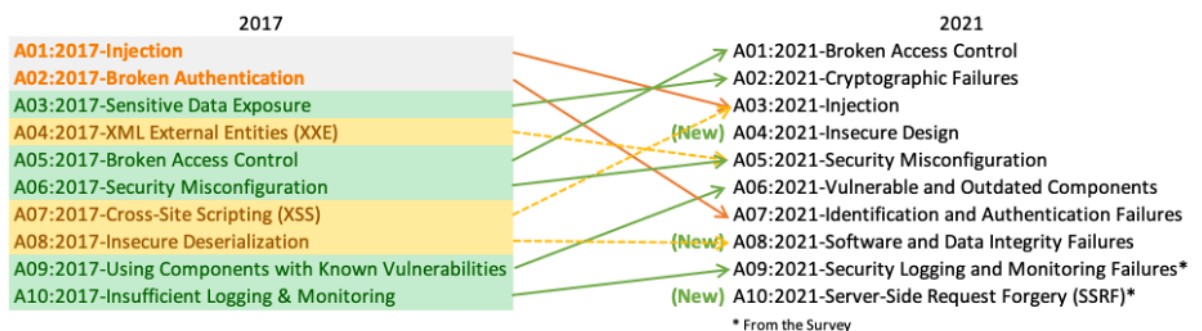 2017
A01:2017-Injection
A02:2017-Broken Authentication
A03:2017-Sensitive Data Exposure
A04:2017-XML External Entities (XXE)
A05:2017-Broken Access Control
A06:2017-Security Misconfiguration
A07:2017-Cross-Site Scripting (XSS)
A08:2017-Insecure Deserialization
A09:2017-Using Components with Known Vulnerabilities
A10:2017-Insufficient Logging & Monitoring
2021
A01:2021-Broken Access Control
A02:2021-Cryptographic Failures
A03:2021-Injection
(New) A04:2021-Insecure Design
A05:2021-Security Misconfiguration
A06:2021-Vulnerable and Outdated Components
A07:2021-Identification and Authentication Failures
(New) A08:2021-Software and Data Integrity Failures
A09:2021-Security Logging and Monitoring Failures*
(New) A10:2021-Server-Side Request Forgery (SSRF)*
* From the Survey